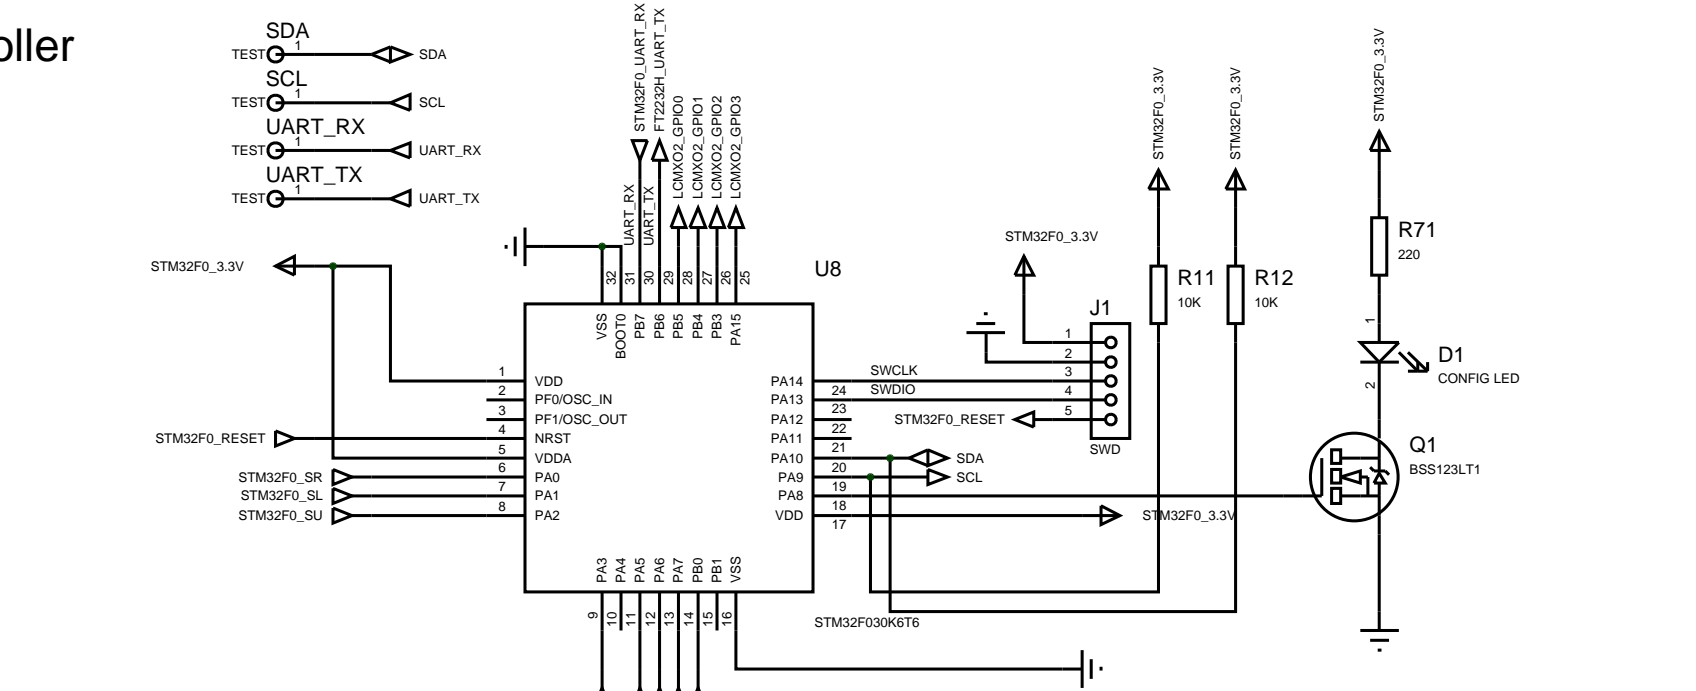 oller
SDA
TEST 1 SDA
SCL
TEST 1 SCL
UART_RX
TEST 1 UART_RX
UART_TX
TEST 1 UART_TX
STM32F0_UART_RX
FT2232H_UART_TX
LCMXO2_GPIO0
LCMXO2_GPIO1
LCMXO2_GPIO2
LCMXO2_GPIO3
UART_RX
UART_TX
STM32F0_3.3V
32
31
30
29
28
27
26
25
U8
VSS
BOOT0
PB7
PB6
PB5
PB4
PB3
PA15
1 VDD
2 PF0/OSC_IN
3 PF1/OSC_OUT
STM32F0_RESET 4 NRST
5 VDDA
STM32F0_SR 6 PA0
STM32F0_SL 7 PA1
STM32F0_SU 8 PA2
PA14 24 SWCLK
PA13 23 SWDIO
PA12 22
PA11 21
PA10 20 SDA
PA9 19 SCL
PA8 18
VDD 17 STM32F0_3.3V
PA3
PA4
PA5
PA6
PA7
PB0
PB1
VSS
9
10
11
12
13
14
15
16
STM32F030K6T6
STM32F0_3.3V
J1
1
2
3
4
5
STM32F0_RESET
SWD
STM32F0_3.3V
R11
10K
STM32F0_3.3V
R12
10K
STM32F0_3.3V
R71
220
1
D1
CONFIG LED
2
Q1
BSS123LT1